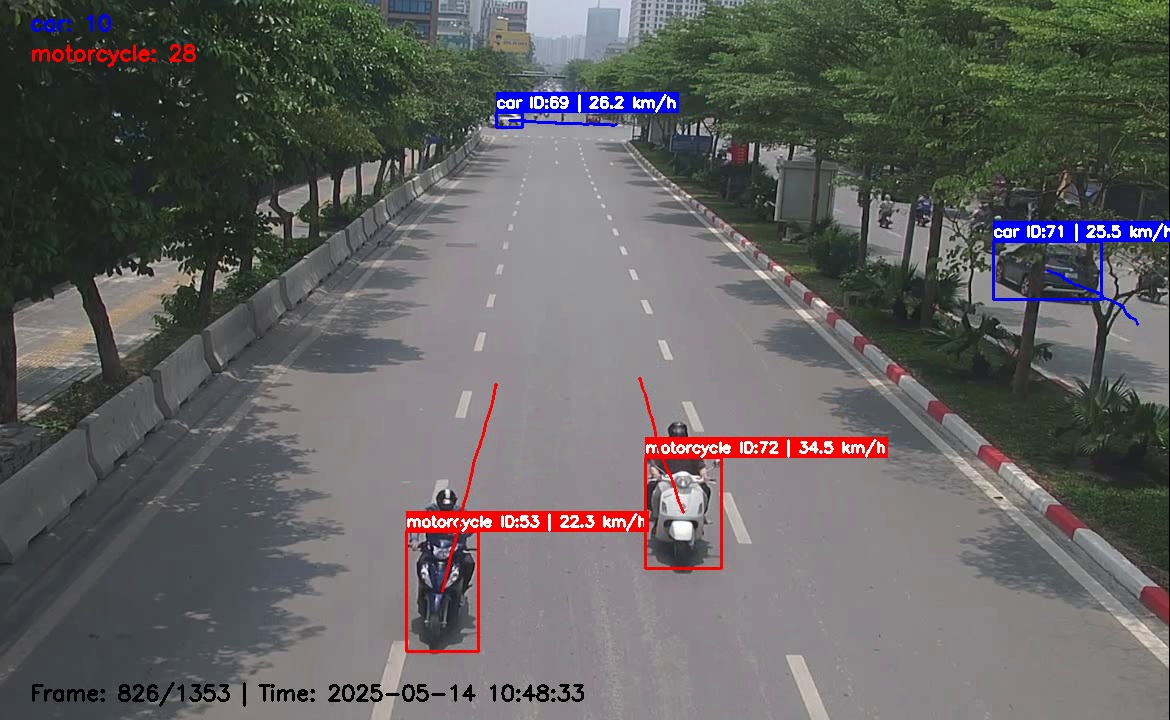 car: 10
motorcycle: 28
car ID:69 | 26.2 km/h
car ID:71 | 25.5 km/h
motorcycle ID:72 | 34.5 km/h
motorcycle ID:53 | 22.3 km/h
Frame: 826/1353 | Time: 2025-05-14 10:48:33